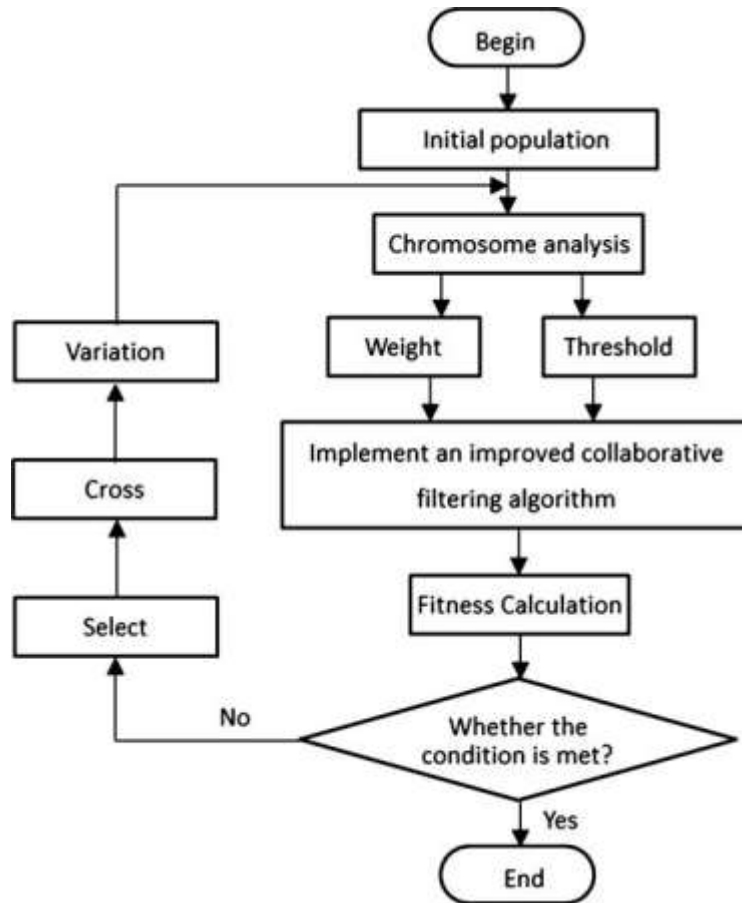 Begin
Initial population
Chromosome analysis
Weight
Threshold
Implement an improved collaborative
filtering algorithm
Fitness Calculation
Whether the
condition is met?
Yes
End
No
Select
Cross
Variation